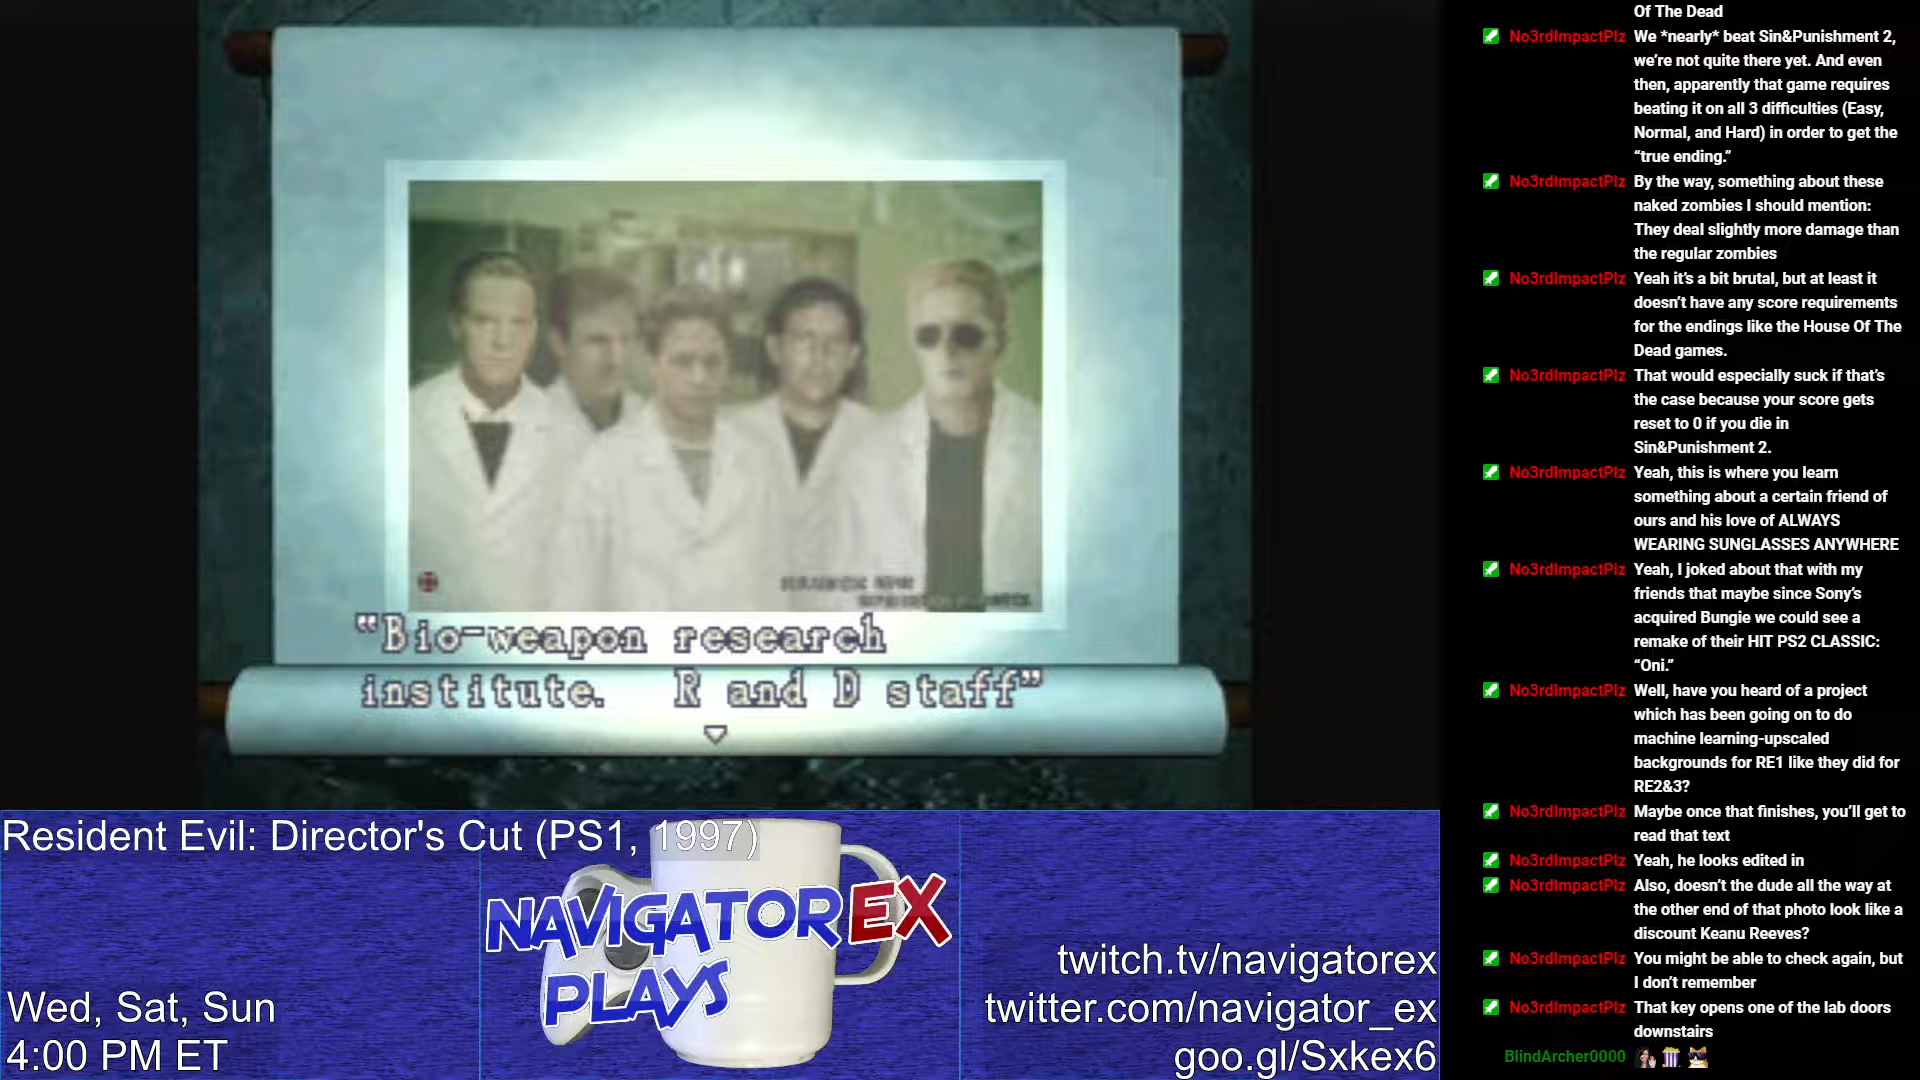 "Bio-weapon research
institute. R and D staff"
Resident Evil: Director's Cut (PS1, 1997)
NAVIGATOR EX
PLAYS
Wed, Sat, Sun
4:00 PM ET
twitch.tv/navigatorex
twitter.com/navigator_ex
goo.gl/Sxkex6
Of The Dead
No3rdImpactPlz We *nearly* beat Sin&Punishment 2,
we're not quite there yet. And even
then, apparently that game requires
beating it on all 3 difficulties (Easy,
Normal, and Hard) in order to get the
“true ending.”
No3rdImpactPlz By the way, something about these
naked zombies I should mention:
They deal slightly more damage than
the regular zombies
No3rdImpactPlz Yeah it’s a bit brutal, but at least it
doesn’t have any score requirements
for the endings like the House Of The
Dead games.
No3rdImpactPlz That would especially suck if that’s
the case because your score gets
reset to 0 if you die in
Sin&Punishment 2.
No3rdImpactPlz Yeah, this is where you learn
something about a certain friend of
ours and his love of ALWAYS
WEARING SUNGLASSES ANYWHERE
No3rdImpactPlz Yeah, I joked about that with my
friends that maybe since Sony’s
acquired Bungie we could see a
remake of their HIT PS2 CLASSIC:
“Oni.”
No3rdImpactPlz Well, have you heard of a project
which has been going on to do
machine learning-upscaled
backgrounds for RE1 like they did for
RE2&3?
No3rdImpactPlz Maybe once that finishes, you’ll get to
read that text
No3rdImpactPlz Yeah, he looks edited in
No3rdImpactPlz Also, doesn’t the dude all the way at
the other end of that photo look like a
discount Keanu Reeves?
No3rdImpactPlz You might be able to check again, but
I don’t remember
No3rdImpactPlz That key opens one of the lab doors
downstairs
BlindArcher0000